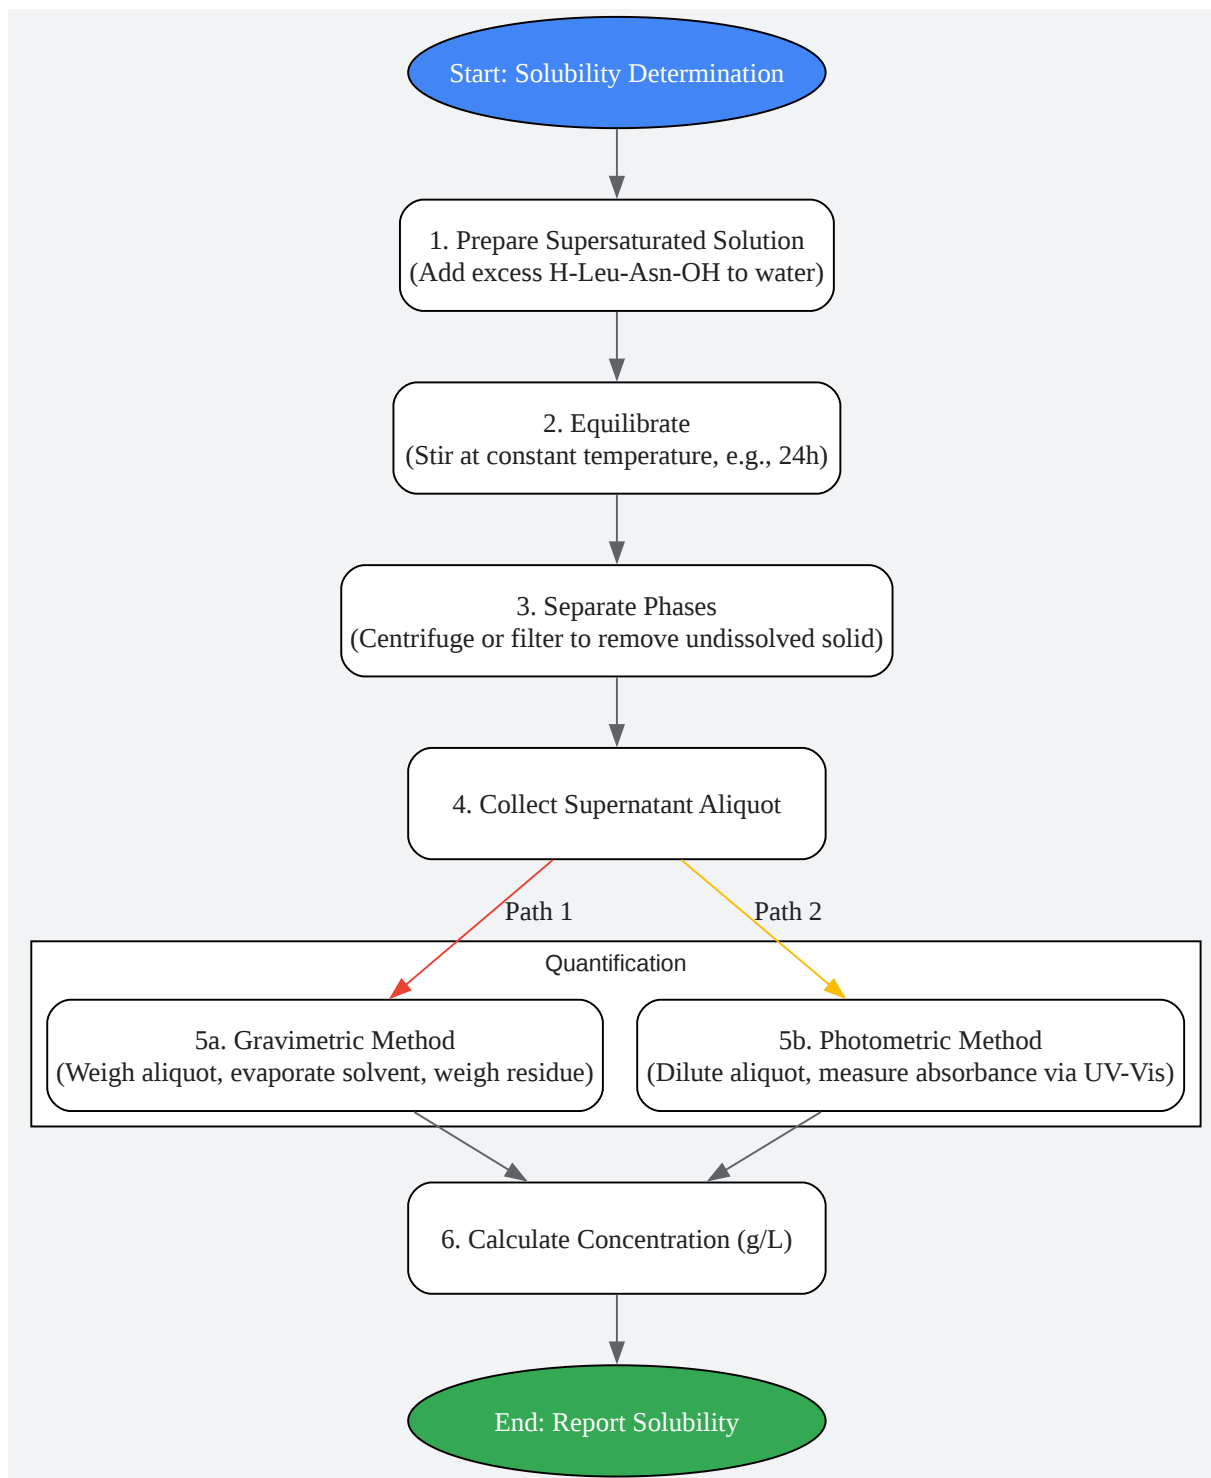 Start: Solubility Determination
1. Prepare Supersaturated Solution
(Add excess H-Leu-Asn-OH to water)
2. Equilibrate
(Stir at constant temperature, e.g., 24h)
3. Separate Phases
(Centrifuge or filter to remove undissolved solid)
4. Collect Supernatant Aliquot
Path 1
Path 2
Quantification
5a. Gravimetric Method
(Weigh aliquot, evaporate solvent, weigh residue)
5b. Photometric Method
(Dilute aliquot, measure absorbance via UV-Vis)
6. Calculate Concentration (g/L)
End: Report Solubility